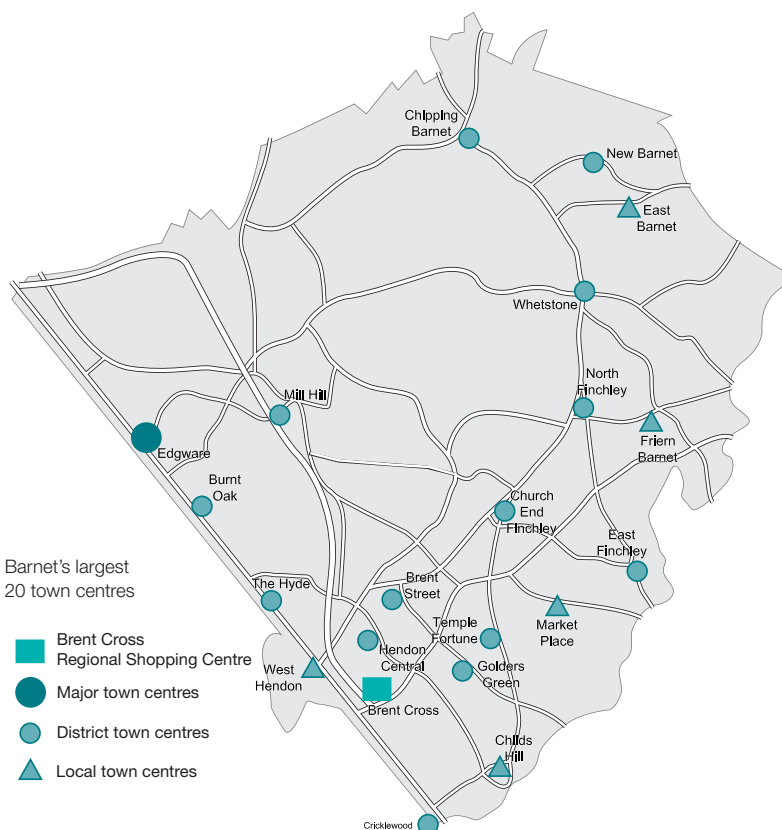 Chipping
Barnet
New Barnet
East
Barnet
Whetstone
North
Finchley
Mill Hill
Friern
Barnet
Edgware
Burnt
Oak
Church
End
Finchley
East
Finchley
Barnet's largest
20 town centres
The Hyde
Brent
Street
Temple
Fortune
Market
Place
Hendon
Central
Golders
Green
West
Hendon
Brent Cross
Childs
Hill
Cricklewood
Brent Cross
Regional Shopping Centre
Major town centres
District town centres
Local town centres